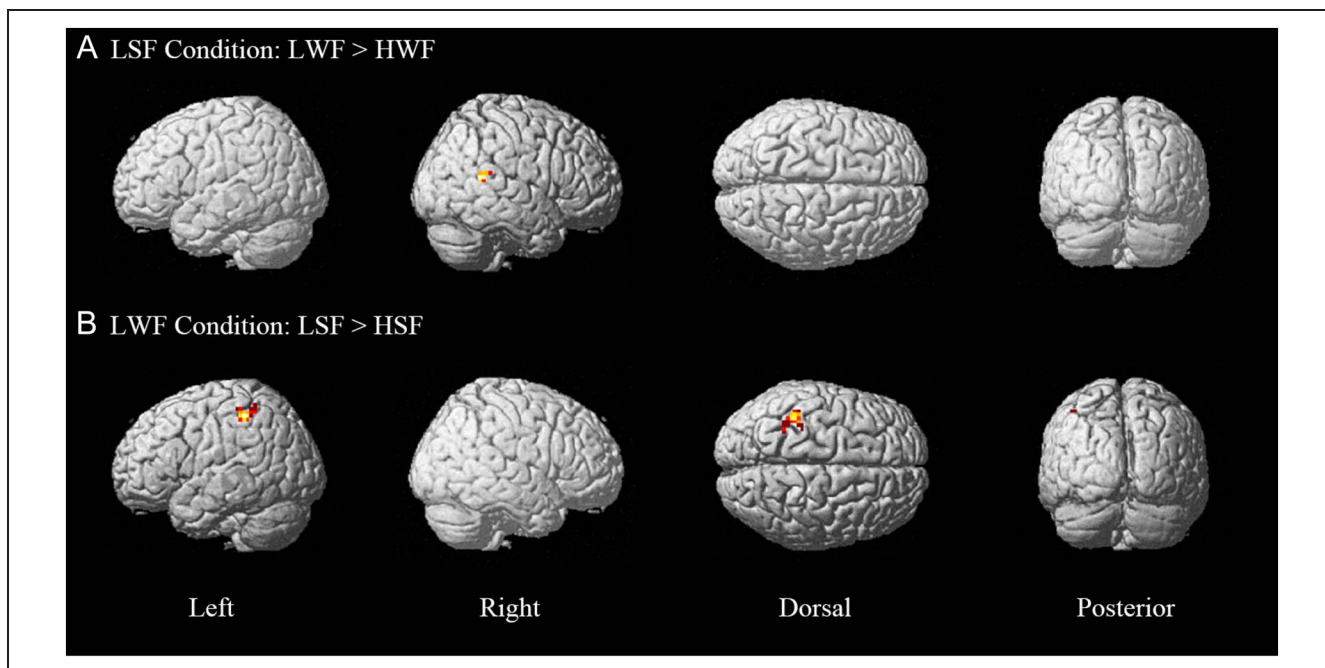 A LSF Condition: LWF > HWF
B LWF Condition: LSF > HSF
Left Right Dorsal Posterior